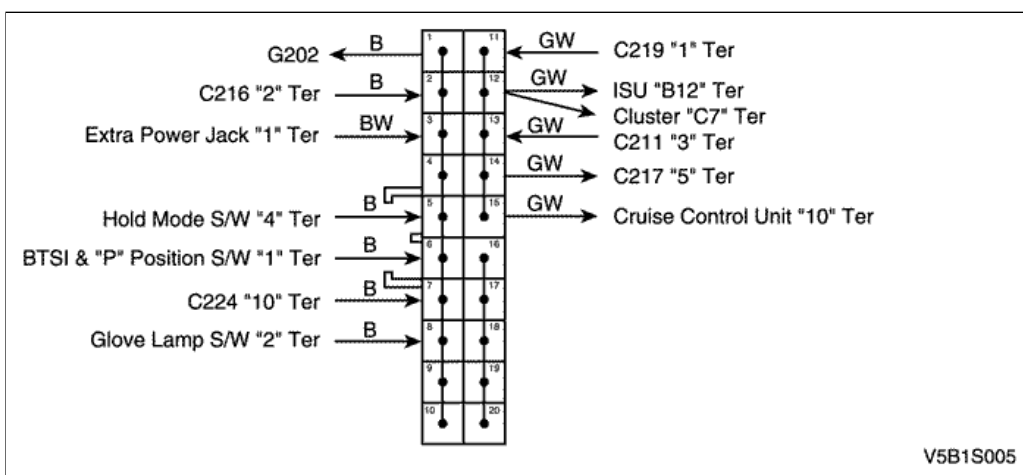 1 11
G202 B GW C219 "1" Ter
2 12
C216 "2" Ter B GW ISU "B12" Ter
Cluster "C7" Ter
3 13
Extra Power Jack "1" Ter BW GW C211 "3" Ter
4 14
GW C217 "5" Ter
5 15
Hold Mode S/W "4" Ter B GW Cruise Control Unit "10" Ter
6 16
BTSI & "P" Position S/W "1" Ter B
7 17
C224 "10" Ter B
8 18
Glove Lamp S/W "2" Ter B
9 19
10 20
V5B1S005